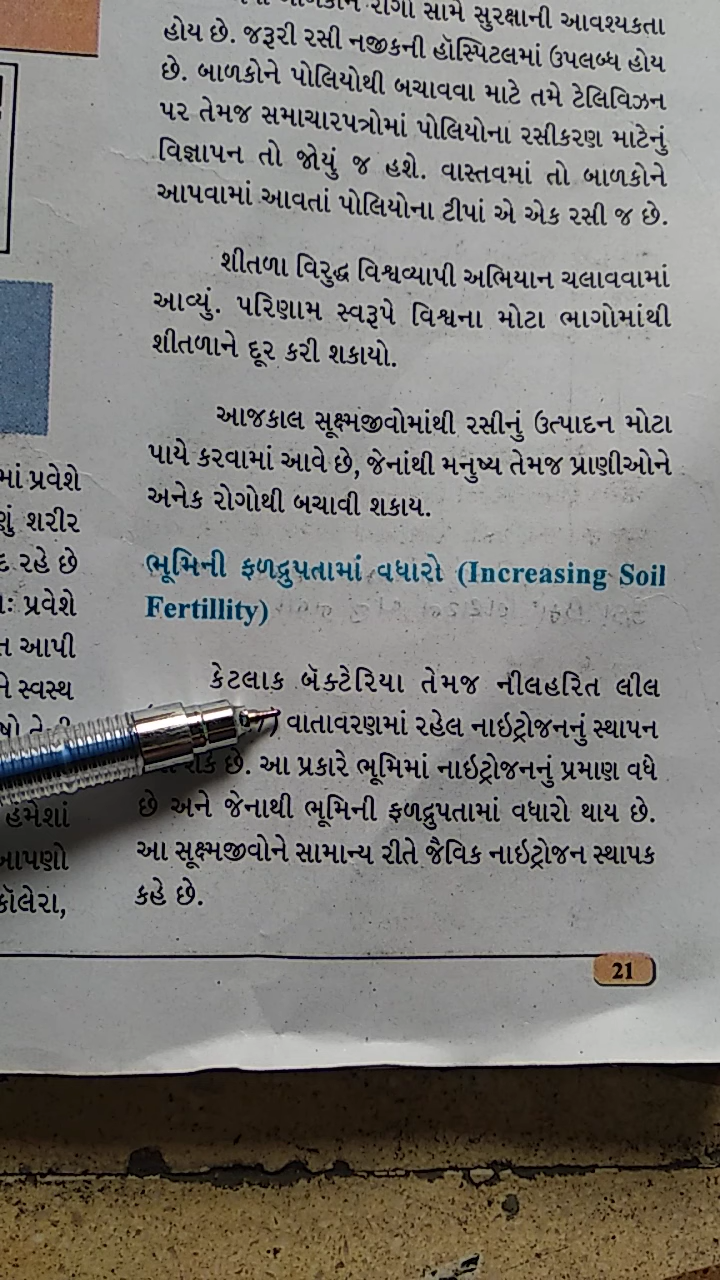 રોગો સામે સુરક્ષાની આવશ્યકતા
હોય છે. જરૂરી રસી નજીકની હૉસ્પિટલમાં ઉપલબ્ધ હોય
છે. બાળકોને પોલિયોથી બચાવવા માટે તમે ટેલિવિઝન
પર તેમજ સમાચારપત્રોમાં પોલિયોના રસીકરણ માટેનું
વિજ્ઞાપન તો જોયું જ હશે. વાસ્તવમાં તો બાળકોને
આપવામાં આવતાં પોલિયોના ટીપાં એ એક રસી જ છે.
શીતળા વિરુદ્ધ વિશ્વવ્યાપી અભિયાન ચલાવવામાં
આવ્યું. પરિણામ સ્વરૂપે વિશ્વના મોટા ભાગોમાંથી
શીતળાને દૂર કરી શકાયો.
આજકાલ સૂક્ષ્મજીવોમાંથી રસીનું ઉત્પાદન મોટા
પાયે કરવામાં આવે છે, જેનાંથી મનુષ્ય તેમજ પ્રાણીઓને
અનેક રોગોથી બચાવી શકાય.
ભૂમિની ફળદ્રુપતામાં વધારો (Increasing Soil
Fertillity)
કેટલાક બૅક્ટેરિયા તેમજ નીલહરિત લીલ
વાતાવરણમાં રહેલ નાઇટ્રોજનનું સ્થાપન
છે. આ પ્રકારે ભૂમિમાં નાઇટ્રોજનનું પ્રમાણ વધે
છે અને જેનાથી ભૂમિની ફળદ્રુપતામાં વધારો થાય છે.
આ સૂક્ષ્મજીવોને સામાન્ય રીતે જૈવિક નાઇટ્રોજન સ્થાપક
કહે છે.
પ્રવેશે
શરીર
રહે છે
પ્રવેશે
આપી
સ્વસ્થ
હંમેશાં
આપણો
કૉલેરા,
21